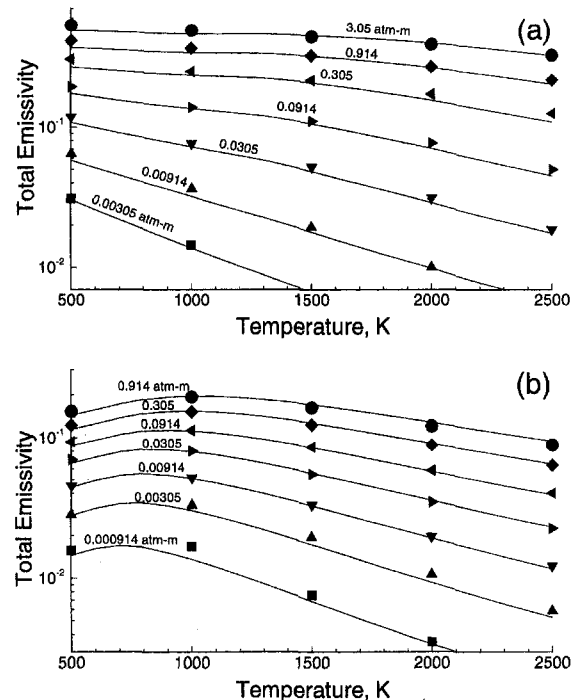 (a)
3.05 atm-m
0.914
0.305
0.0914
0.0305
0.00914
0.00305 atm-m
Total Emissivity
10-1
10-2
500 1000 1500 2000 2500
Temperature, K
(b)
0.914 atm-m
0.305
0.0914
0.0305
0.00914
0.00305
0.000914 atm-m
Total Emissivity
10-1
10-2
500 1000 1500 2000 2500
Temperature, K